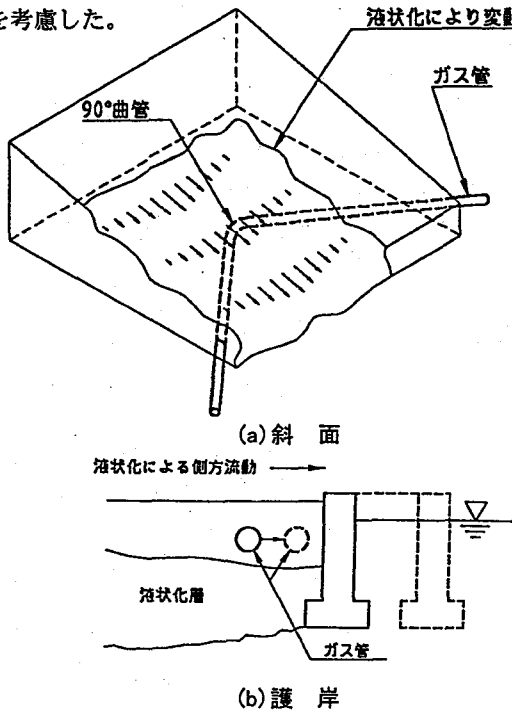 を考慮した。
液状化により変動
ガス管
90°曲管
(a)斜 面
液状化による側方流動
液状化層
ガス管
(b)護 岸